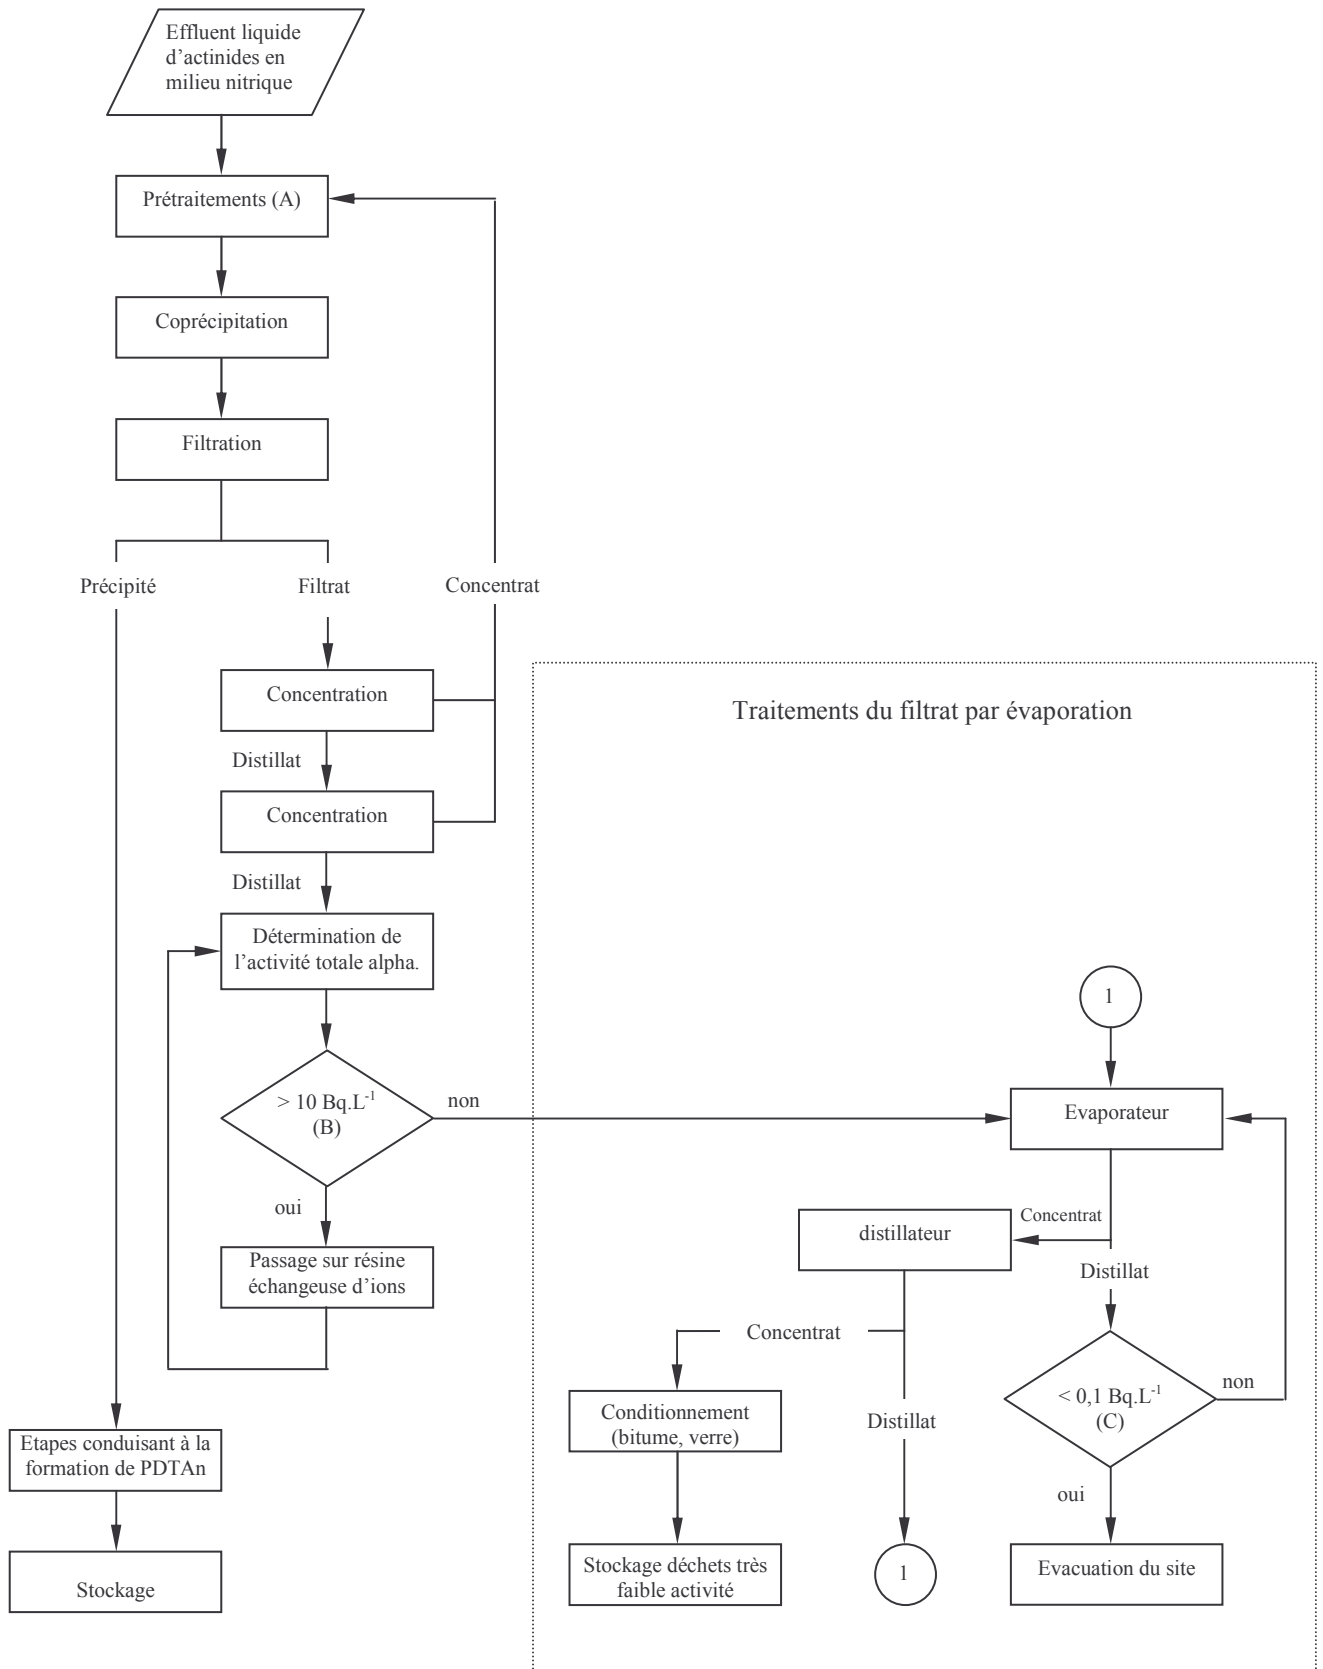 Effluent liquide
d'actinides en
milieu nitrique
Prétraitements (A)
Coprécipitation
Filtration
Précipité
Filtrat
Concentrat
Concentration
Distillat
Concentration
Distillat
Détermination de
l'activité totale alpha.
> 10 Bq.L⁻¹
(B)
non
oui
Passage sur résine
échangeuse d'ions
Etapes conduisant à la
formation de PDTAn
Stockage
Traitements du filtrat par évaporation
1
Evaporateur
Concentrat
distillateur
Distillat
Concentrat
Conditionnement
(bitume, verre)
Distillat
< 0,1 Bq.L⁻¹
(C)
non
oui
Stockage déchets très
faible activité
1
Evacuation du site